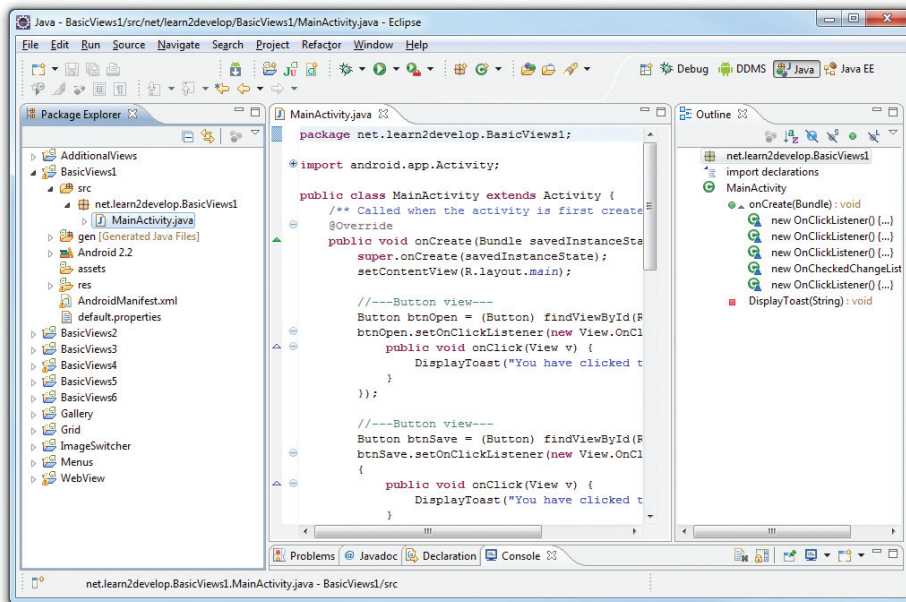 Java - BasicViews1/src/net/learn2develop/BasicViews1/MainActivity.java - Eclipse
File Edit Run Source Navigate Search Project Refactor Window Help
Debug DDMS Java Java EE
Package Explorer
AdditionalViews
BasicViews1
src
net.learn2develop.BasicViews1
MainActivity.java
gen [Generated Java Files]
Android 2.2
assets
res
AndroidManifest.xml
default.properties
BasicViews2
BasicViews3
BasicViews4
BasicViews5
BasicViews6
Gallery
Grid
ImageSwitcher
Menus
WebView
MainActivity.java
package net.learn2develop.BasicViews1;
import android.app.Activity;
public class MainActivity extends Activity {
/** Called when the activity is first create
@Override
public void onCreate(Bundle savedInstanceSta
super.onCreate(savedInstanceState);
setContentView(R.layout.main);
//---Button view---
Button btnOpen = (Button) findViewById(R
btnOpen.setOnClickListener(new View.OnCl
public void onClick(View v) {
DisplayToast("You have clicked t
}
});
//---Button view---
Button btnSave = (Button) findViewById(R
btnSave.setOnClickListener(new View.OnCl
{
public void onClick(View v) {
DisplayToast("You have clicked t
}
Outline
net.learn2develop.BasicViews1
import declarations
MainActivity
onCreate(Bundle) : void
new OnClickListener() {...}
new OnClickListener() {...}
new OnClickListener() {...}
new OnCheckedChangeList
new OnClickListener() {...}
DisplayToast(String) : void
Problems @ Javadoc Declaration Console
net.learn2develop.BasicViews1.MainActivity.java - BasicViews1/src